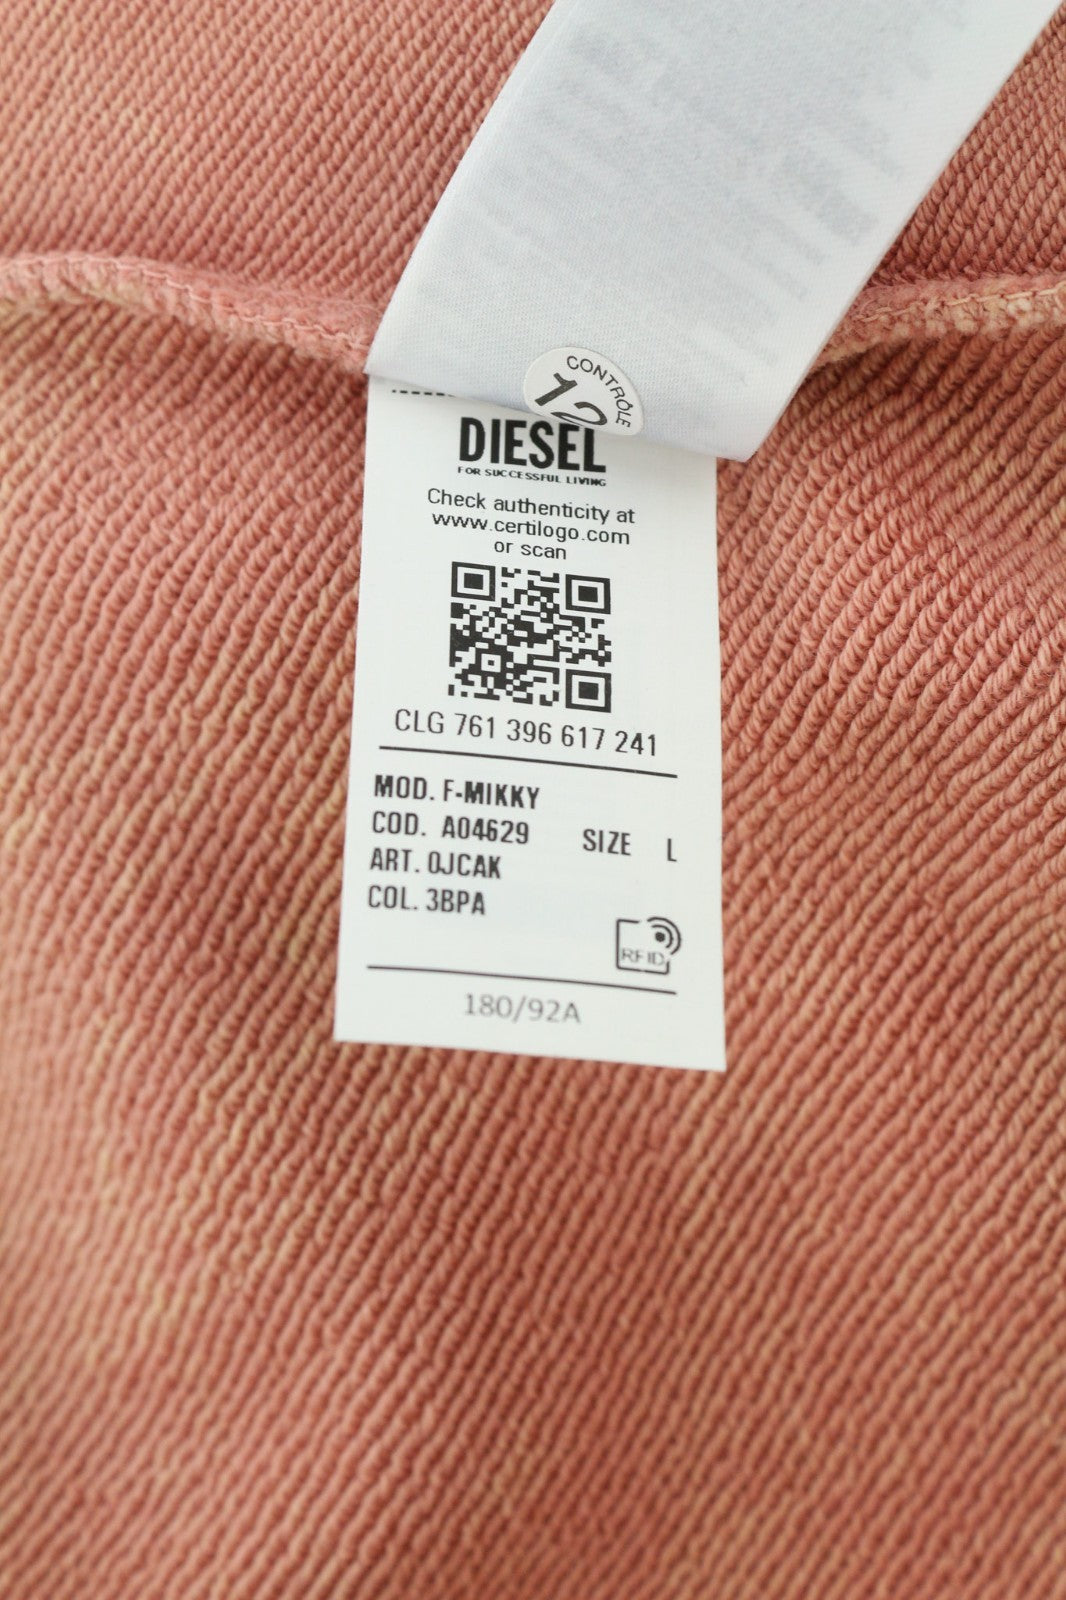 CONTRÔLE
12
DIESEL
FOR SUCCESSFUL LIVING
Check authenticity at
www.certilogo.com
or scan
CLG 761 396 617 241
MOD. F-MIKKY
COD. A04629 SIZE L
ART. 0JCAK
COL. 3BPA
RFID
180/92A